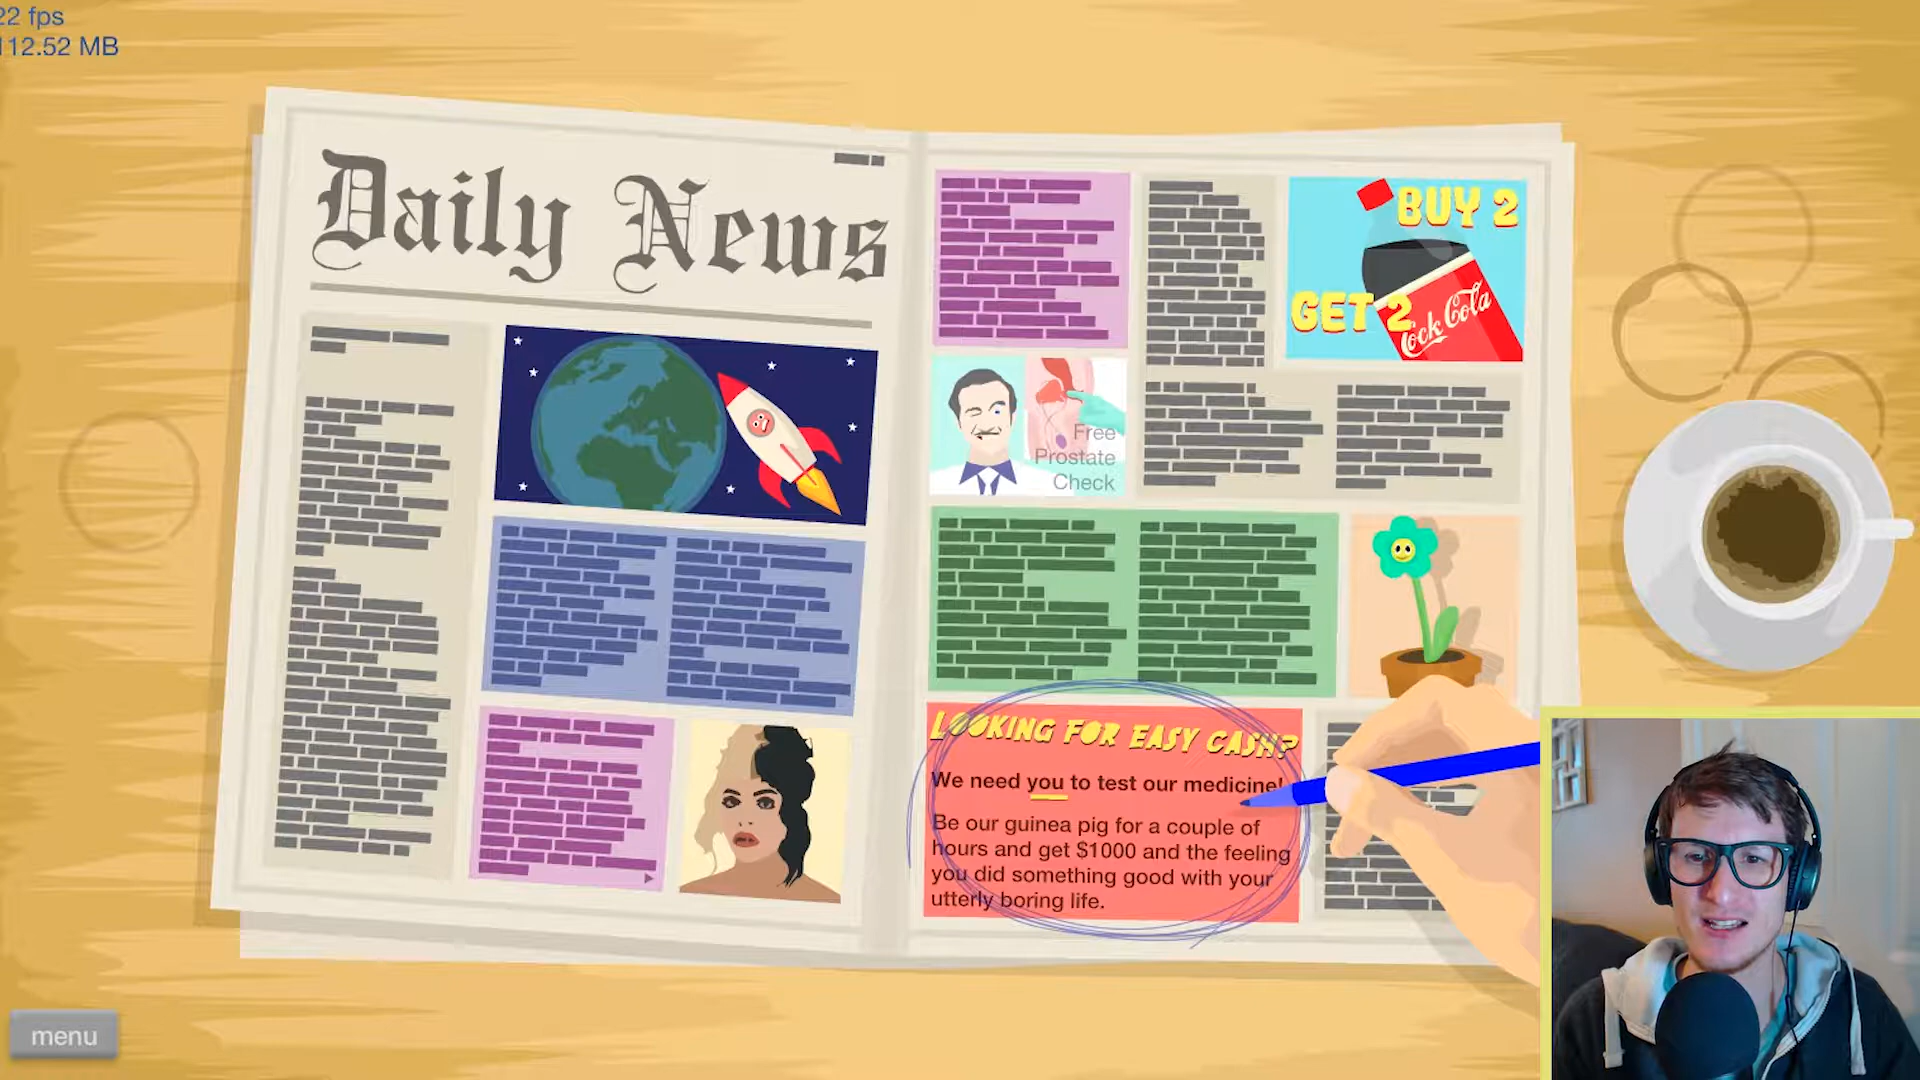 22 fps
112.52 MB
Daily News
BUY 2
GET 2
Cock Cola
Free
Prostate
Check
LOOKING FOR EASY CASH?
We need you to test our medicine!
Be our guinea pig for a couple of
hours and get $1000 and the feeling
you did something good with your
utterly boring life.
menu